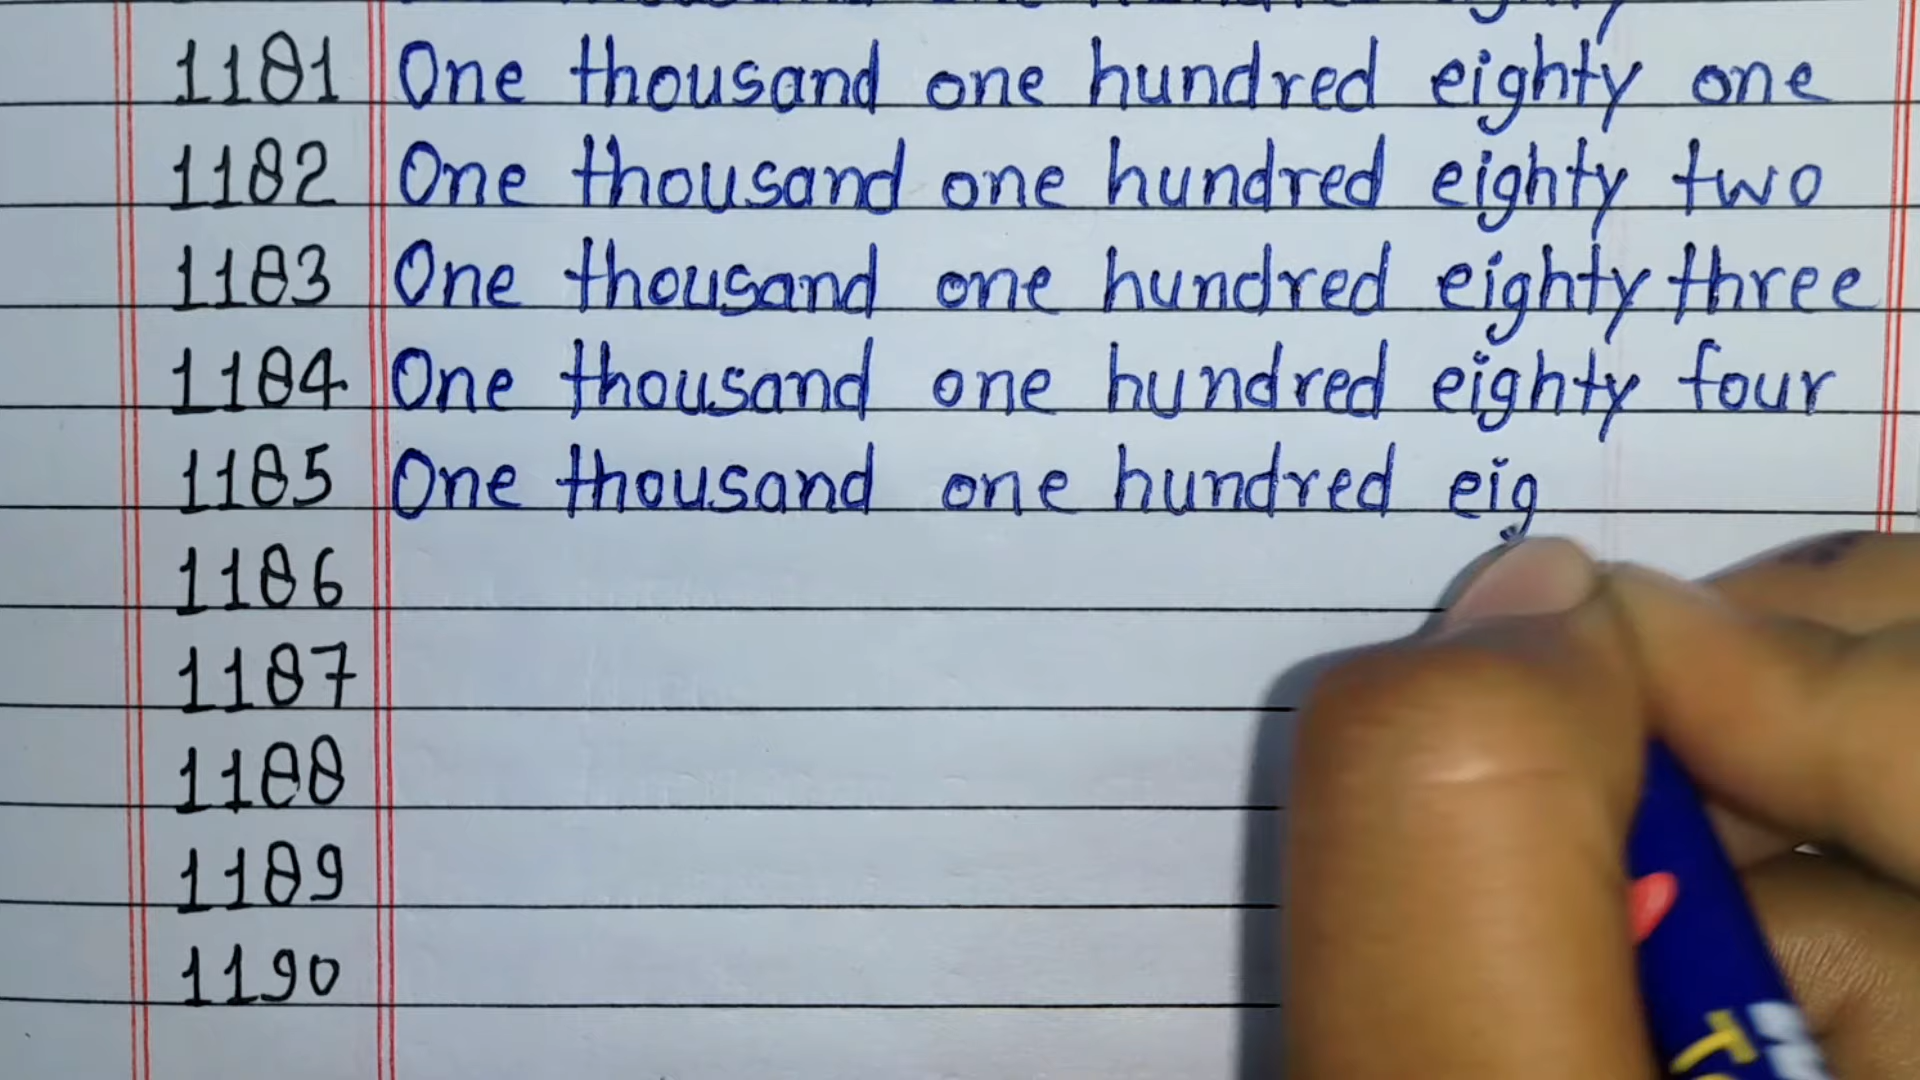 1181 One thousand one hundred eighty one
1182 One thousand one hundred eighty two
1183 One thousand one hundred eighty three
1184 One thousand one hundred eighty four
1185 One thousand one hundred eig
1186
1187
1188
1189
1190